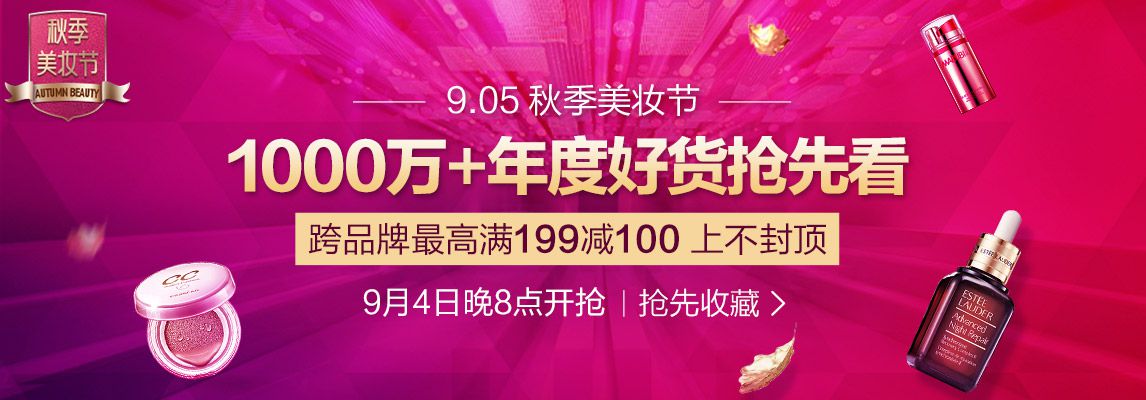 秋季
美妆节
AUTUMN BEAUTY
9.05 秋季美妆节
1000万+年度好货抢先看
跨品牌最高满199减100 上不封顶
9月4日晚8点开抢 | 抢先收藏 >
CC
ESTEE LAUDER
ESTEE
LAUDER
Advanced
Night Repair